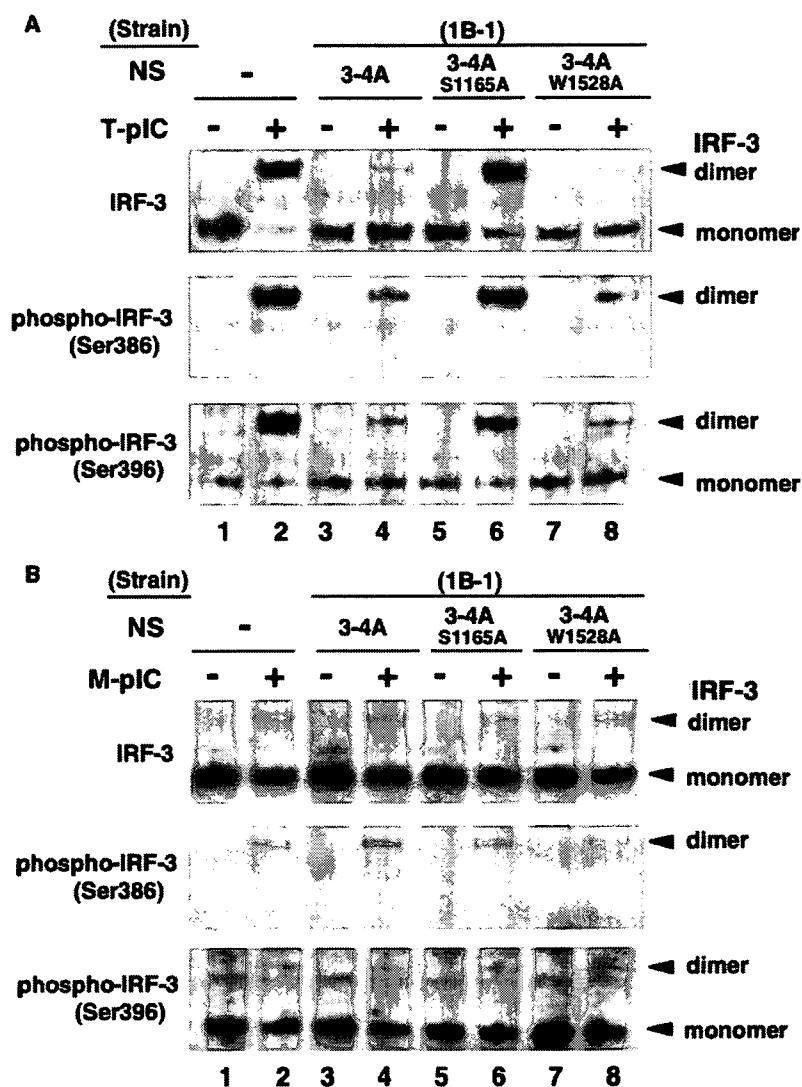 A
(Strain) (1B-1)
NS - 3-4A 3-4A S1165A 3-4A W1528A
T-pIC - + - + - + - + IRF-3
IRF-3 dimer
monomer
phospho-IRF-3 (Ser386) dimer
phospho-IRF-3 (Ser396) dimer
monomer
1 2 3 4 5 6 7 8
B
(Strain) (1B-1)
NS - 3-4A 3-4A S1165A 3-4A W1528A
M-pIC - + - + - + - + IRF-3
IRF-3 dimer
monomer
phospho-IRF-3 (Ser386) dimer
phospho-IRF-3 (Ser396) dimer
monomer
1 2 3 4 5 6 7 8